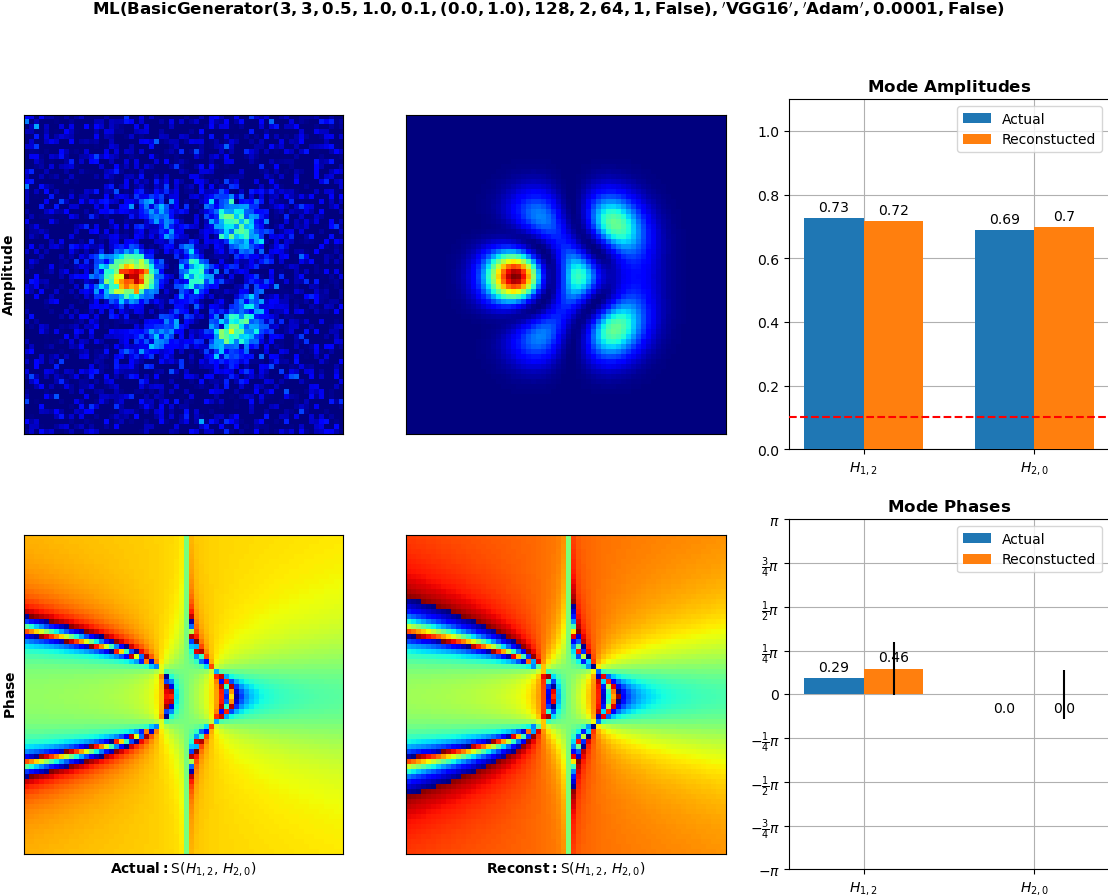 ML(BasicGenerator(3, 3, 0.5, 1.0, 0.1, (0.0, 1.0), 128, 2, 64, 1, False), ′VGG16′, ′Adam′, 0.0001, False)
Mode Amplitudes
Amplitude
1.0
0.8
0.6
0.4
0.2
0.0
Actual
Reconstucted
0.73
0.72
0.69
0.7
H1, 2
H2, 0
Mode Phases
Phase
π
3/4π
1/2π
1/4π
0
−1/4π
−1/2π
−3/4π
−π
Actual
Reconstucted
0.29
0.46
0.0
0.0
H1, 2
H2, 0
Actual: S(H1, 2, H2, 0)
Reconst: S(H1, 2, H2, 0)